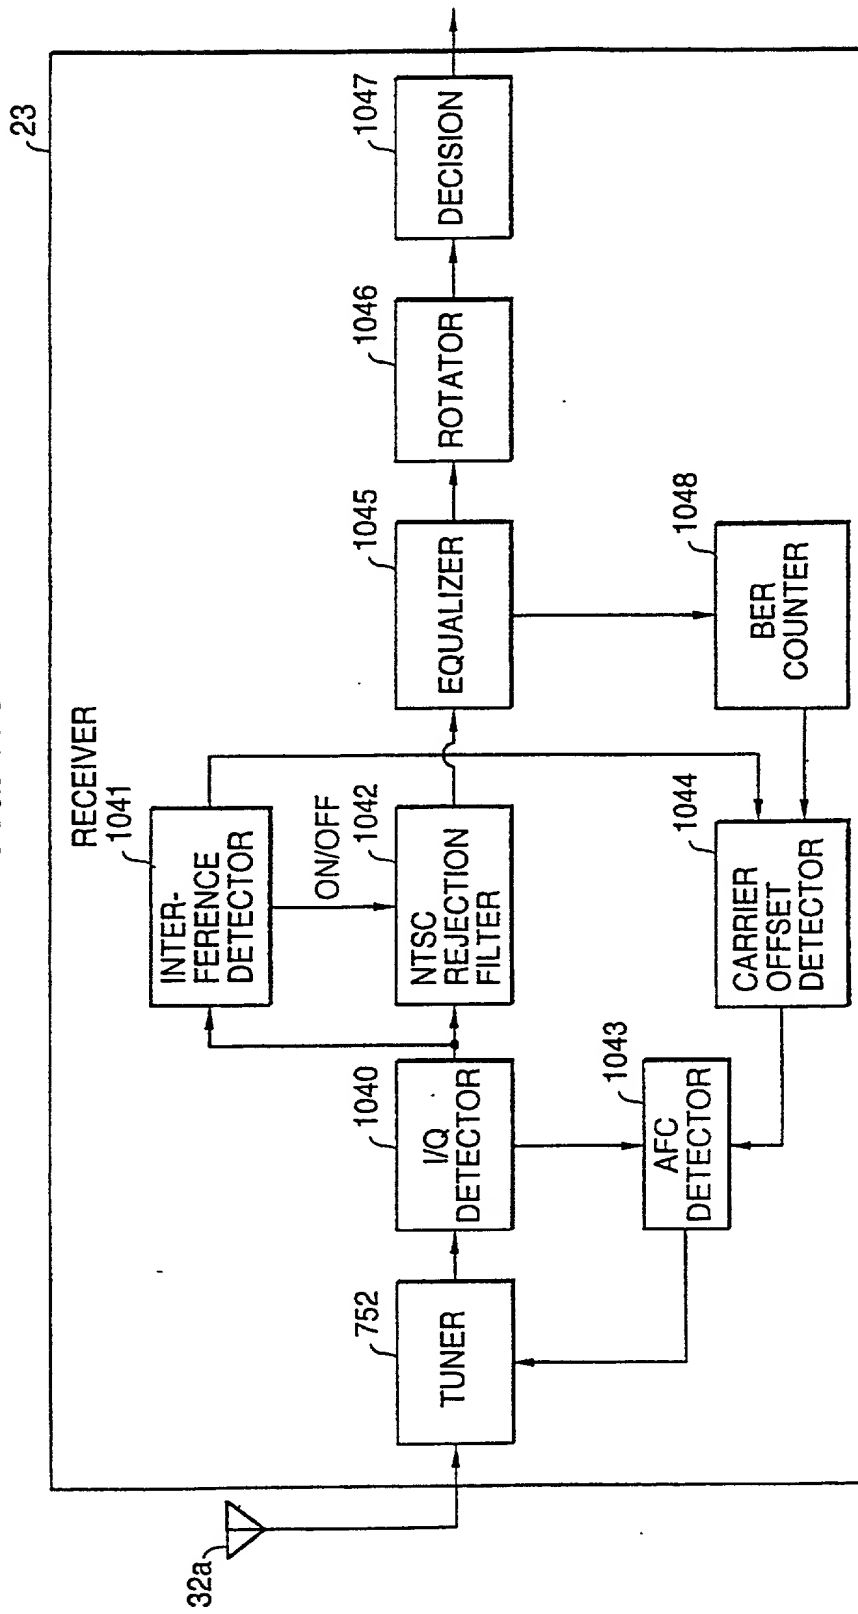 23
RECEIVER
1041
INTER-
FERENCE
DETECTOR
ON/OFF
32a
752
TUNER
1040
I/Q
DETECTOR
1042
NTSC
REJECTION
FILTER
1045
EQUALIZER
1046
ROTATOR
1047
DECISION
1043
AFC
DETECTOR
1044
CARRIER
OFFSET
DETECTOR
1048
BER
COUNTER